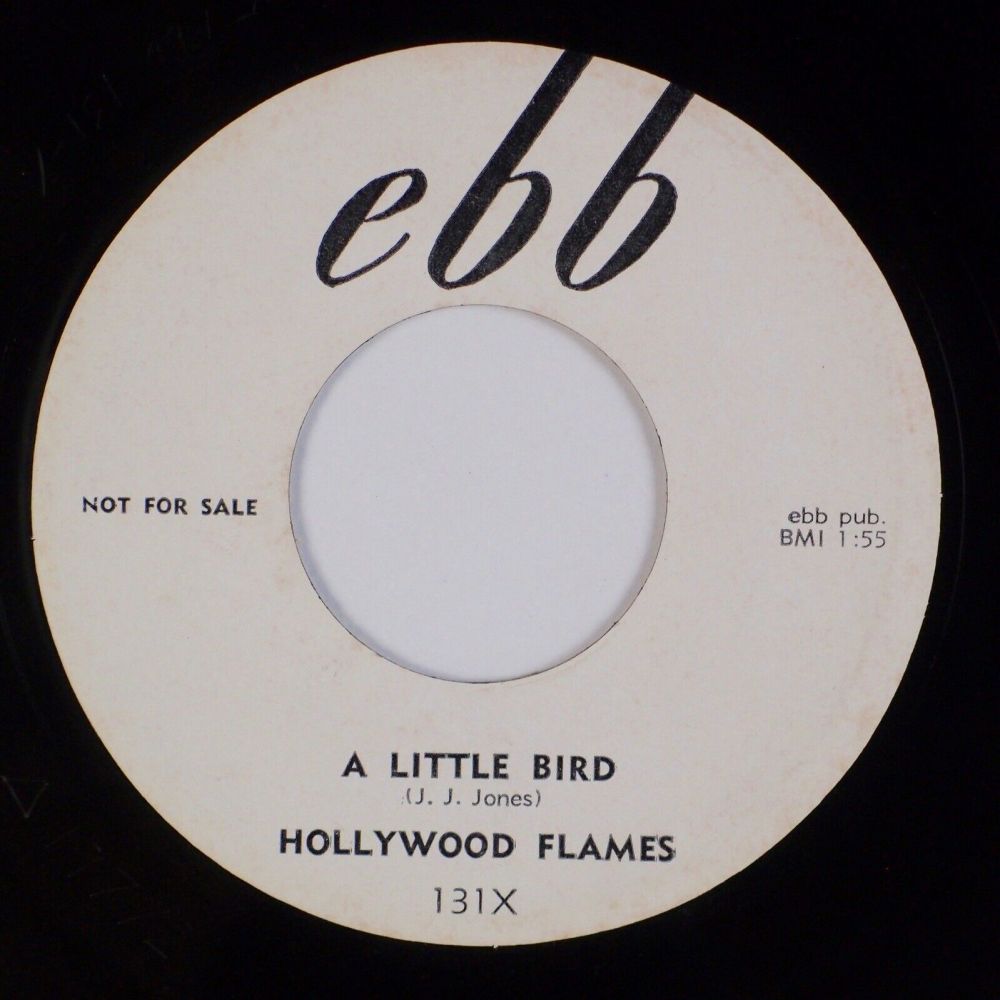 ebb
NOT FOR SALE
ebb pub.
BMI 1:55
A LITTLE BIRD
(J. J. Jones)
HOLLYWOOD FLAMES
131X